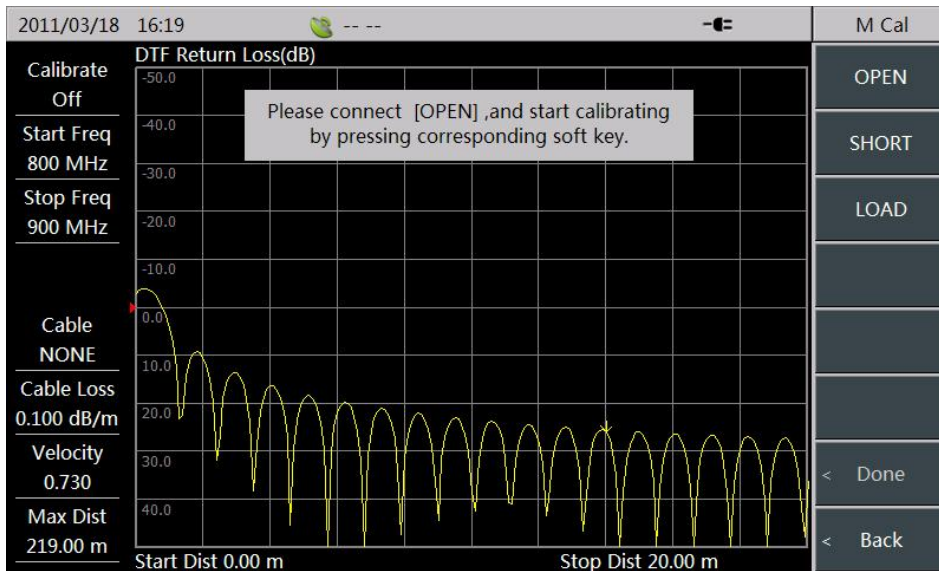 2011/03/18 16:19 -- -- M Cal
DTF Return Loss(dB)
Calibrate
Off
Start Freq
800 MHz
Stop Freq
900 MHz
Cable
NONE
Cable Loss
0.100 dB/m
Velocity
0.730
Max Dist
219.00 m
-50.0
-40.0
-30.0
-20.0
-10.0
0.0
10.0
20.0
30.0
40.0
Please connect [OPEN] ,and start calibrating
by pressing corresponding soft key.
Start Dist 0.00 m Stop Dist 20.00 m
OPEN
SHORT
LOAD
< Done
< Back